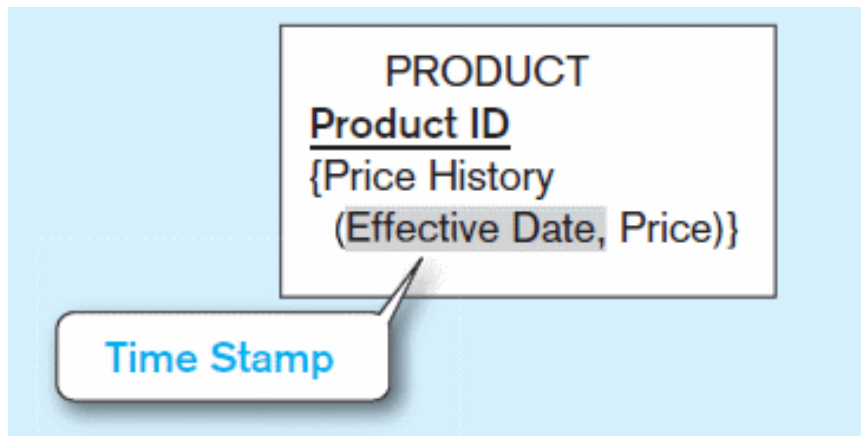 PRODUCT
Product ID
{Price History
(Effective Date, Price)}
Time Stamp